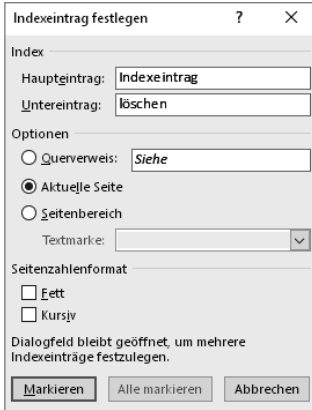 Indexeintrag festlegen ? ×
Index
Haupteintrag: Indexeintrag
Untereintrag: löschen
Optionen
Querverweis: Siehe
Aktuelle Seite
Seitenbereich
Textmarke:
Seitenzahlenformat
Fett
Kursiv
Dialogfeld bleibt geöffnet, um mehrere
Indexeinträge festzulegen.
Markieren Alle markieren Abbrechen